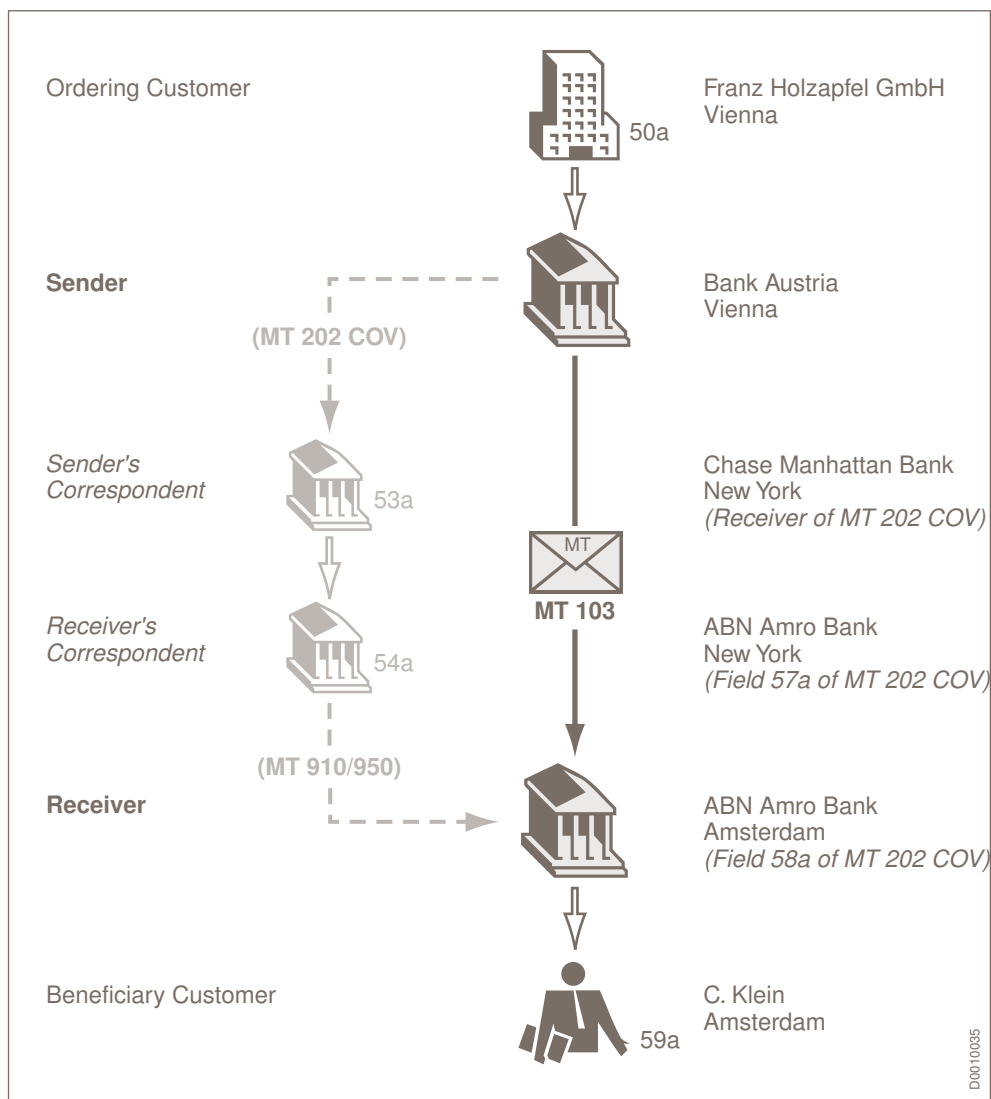 Ordering Customer
Franz Holzapfel GmbH
Vienna
50a
Sender
Bank Austria
Vienna
(MT 202 COV)
Sender's
Correspondent
53a
Chase Manhattan Bank
New York
(Receiver of MT 202 COV)
MT
MT 103
Receiver's
Correspondent
54a
ABN Amro Bank
New York
(Field 57a of MT 202 COV)
(MT 910/950)
Receiver
ABN Amro Bank
Amsterdam
(Field 58a of MT 202 COV)
Beneficiary Customer
C. Klein
Amsterdam
59a
D0010035